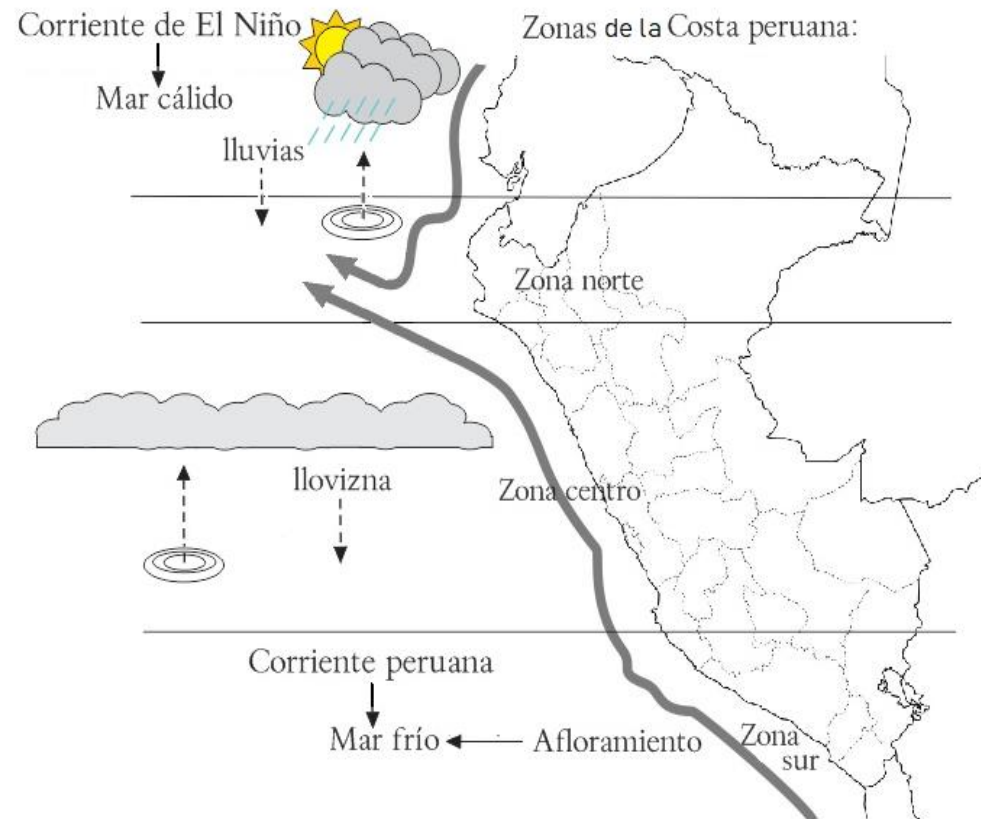 Corriente de El Niño
Mar cálido
lluvias
Zonas de la Costa peruana:
Zona norte
llovizna
Zona centro
Corriente peruana
Mar frío
Afloramiento
Zona
sur